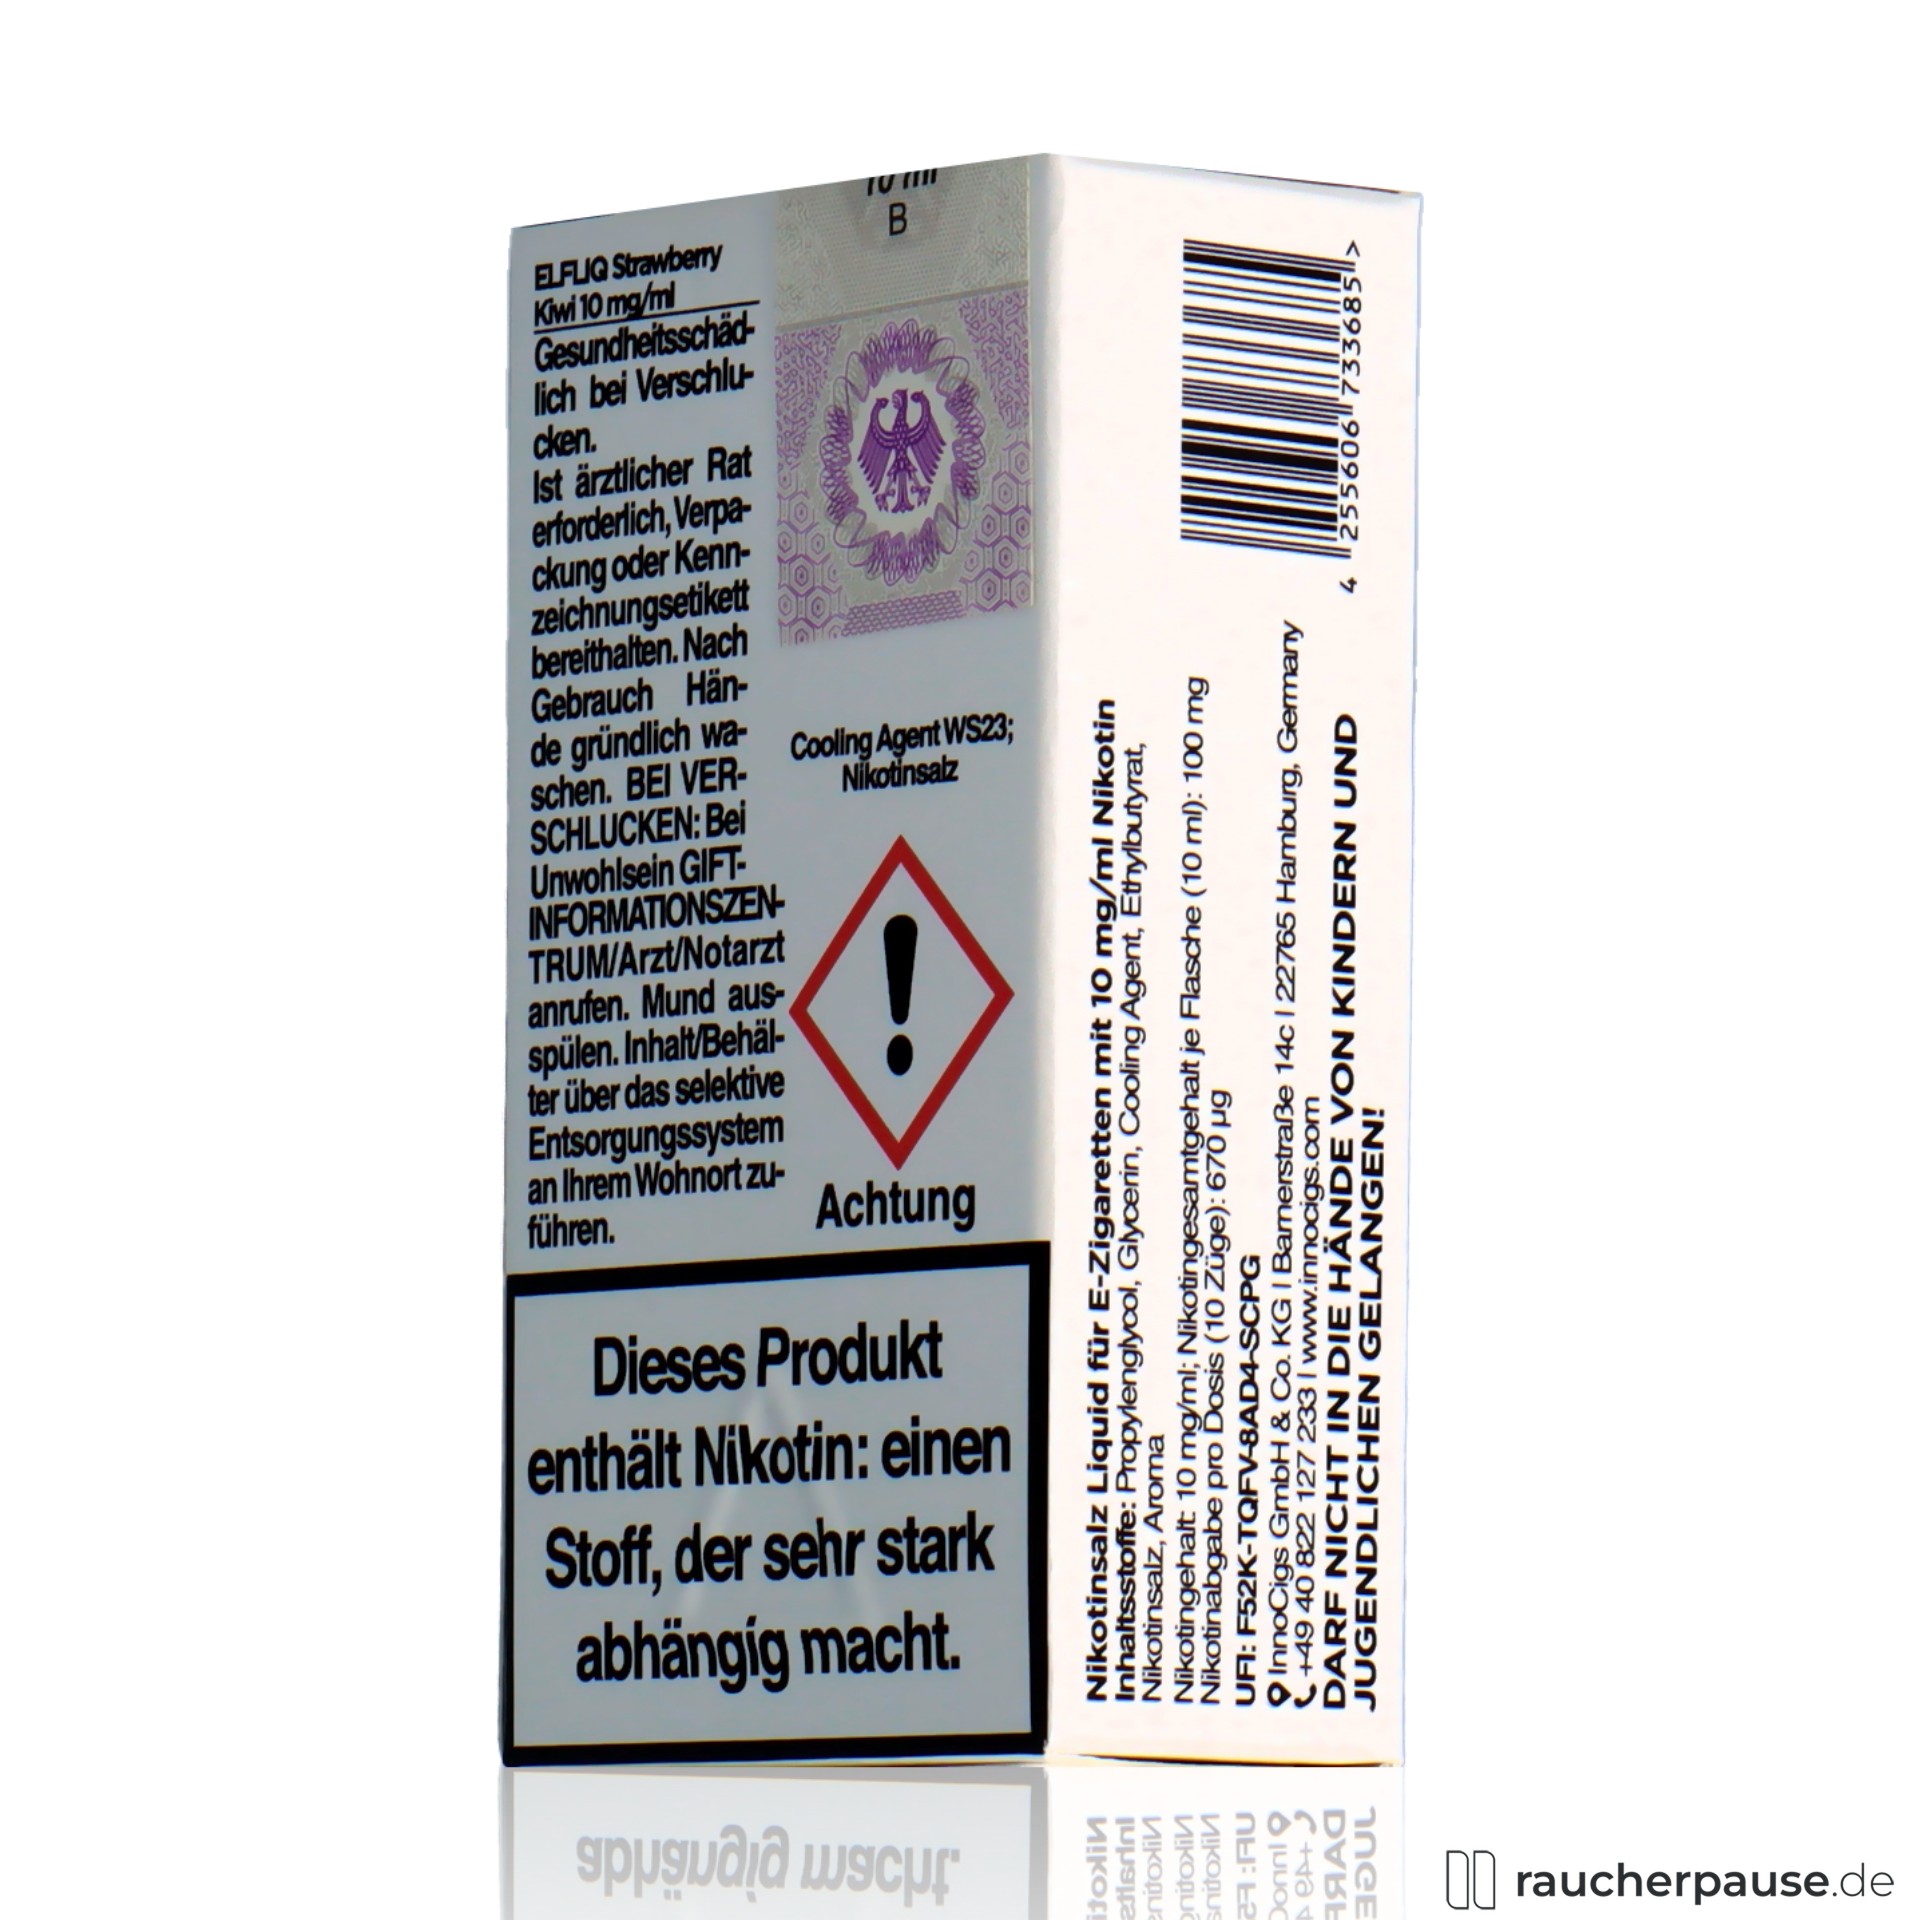 ELFLIQ Strawberry
Kiwi 10 mg/ml
Gesundheitsschäd-
lich bei Verschlu-
cken.
Ist ärztlicher Rat
erforderlich, Verpa-
ckung oder Kenn-
zeichnungsetikett
bereithalten. Nach
Gebrauch Hän-
de gründlich wa-
schen. BEI VER-
SCHLUCKEN: Bei
Unwohlsein GIFT-
INFORMATIONSZEN-
TRUM/Arzt/Notarzt
anrufen. Mund aus-
spülen. Inhalt/Behäl-
ter über das selektive
Entsorgungssystem
an Ihrem Wohnort zu-
führen.
10 ml
B
Cooling Agent WS23;
Nikotinsalz
Achtung
Dieses Produkt
enthält Nikotin: einen
Stoff, der sehr stark
abhängig macht.
Nikotinsalz Liquid für E-Zigaretten mit 10 mg/ml Nikotin
Inhaltsstoffe: Propylenglycol, Glycerin, Cooling Agent, Ethylbutyrat,
Nikotinsalz, Aroma
Nikotingehalt: 10 mg/ml; Nikotingesamtgehalt je Flasche (10 ml): 100 mg
Nikotinabgabe pro Dosis (10 Züge): 670 µg
UFI: F52K-TQFV-8AD4-SCPG
InnoCigs GmbH & Co. KG | Barnerstraße 14c | 22765 Hamburg, Germany
+49 40 822 127 233 | www.innocigs.com
DARF NICHT IN DIE HÄNDE VON KINDERN UND
JUGENDLICHEN GELANGEN!
4 255606 733685 >
raucherpause.de